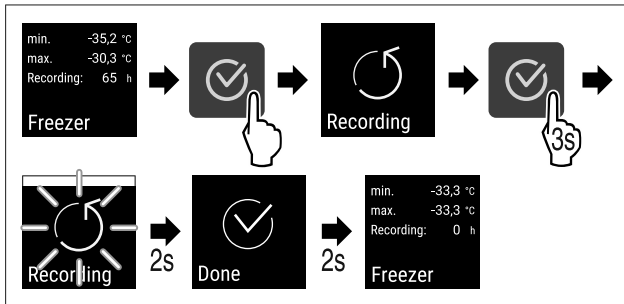 min. -35,2 °C
max. -30,3 °C
Recording: 65 h
Freezer
Recording
3s
Recording
2s
Done
2s
min. -33,3 °C
max. -33,3 °C
Recording: 0 h
Freezer